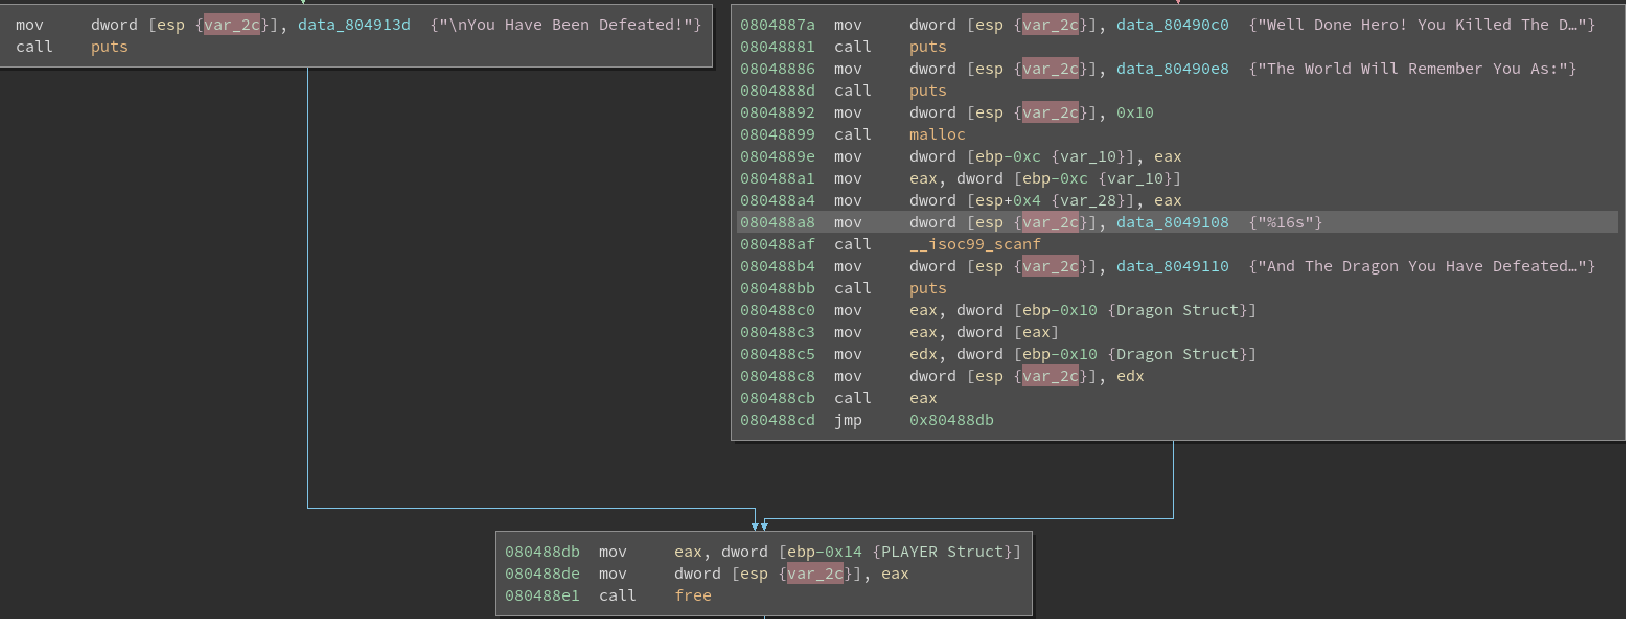 mov dword [esp {var_2c}], data_804913d {"\nYou Have Been Defeated!"}
call puts
0804887a mov dword [esp {var_2c}], data_80490c0 {"Well Done Hero! You Killed The D…"}
08048881 call puts
08048886 mov dword [esp {var_2c}], data_80490e8 {"The World Will Remember You As:"}
0804888d call puts
08048892 mov dword [esp {var_2c}], 0x10
08048899 call malloc
0804889e mov dword [ebp-0xc {var_10}], eax
080488a1 mov eax, dword [ebp-0xc {var_10}]
080488a4 mov dword [esp+0x4 {var_28}], eax
080488a8 mov dword [esp {var_2c}], data_8049108 {"%16s"}
080488af call __isoc99_scanf
080488b4 mov dword [esp {var_2c}], data_8049110 {"And The Dragon You Have Defeated…"}
080488bb call puts
080488c0 mov eax, dword [ebp-0x10 {Dragon Struct}]
080488c3 mov eax, dword [eax]
080488c5 mov edx, dword [ebp-0x10 {Dragon Struct}]
080488c8 mov dword [esp {var_2c}], edx
080488cb call eax
080488cd jmp 0x80488db
080488db mov eax, dword [ebp-0x14 {PLAYER Struct}]
080488de mov dword [esp {var_2c}], eax
080488e1 call free